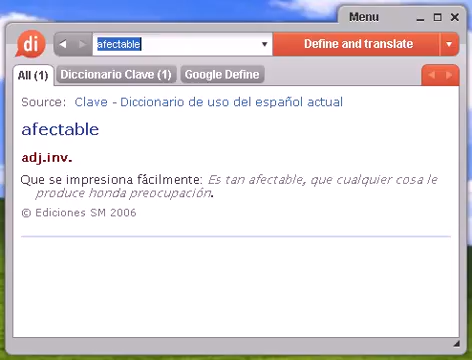 Menu
di
afectable
Define and translate
All (1)
Diccionario Clave (1)
Google Define
Source: Clave - Diccionario de uso del español actual
afectable
adj.inv.
Que se impresiona fácilmente: Es tan afectable, que cualquier cosa le
produce honda preocupación.
© Ediciones SM 2006